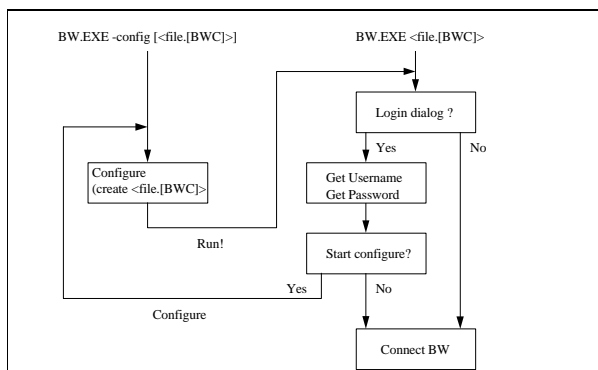 BW.EXE -config [<file.[BWC]>]
BW.EXE <file.[BWC]>
Login dialog ?
Yes
No
Configure
(create <file.[BWC]>
Get Username
Get Password
Run!
Start configure?
Yes
No
Configure
Connect BW